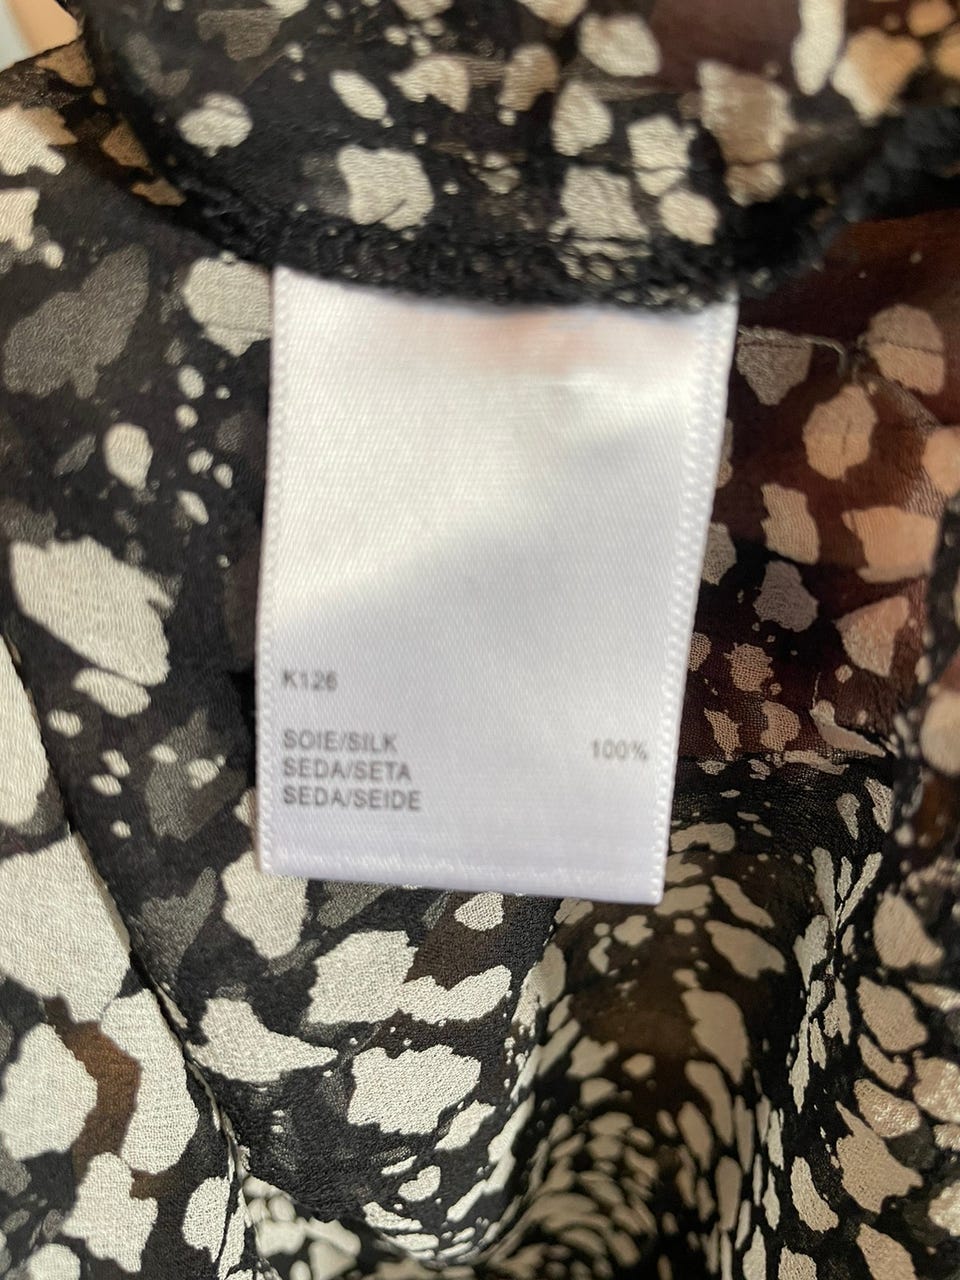 K126
SOIE/SILK 100%
SEDA/SETA
SEDA/SEIDE